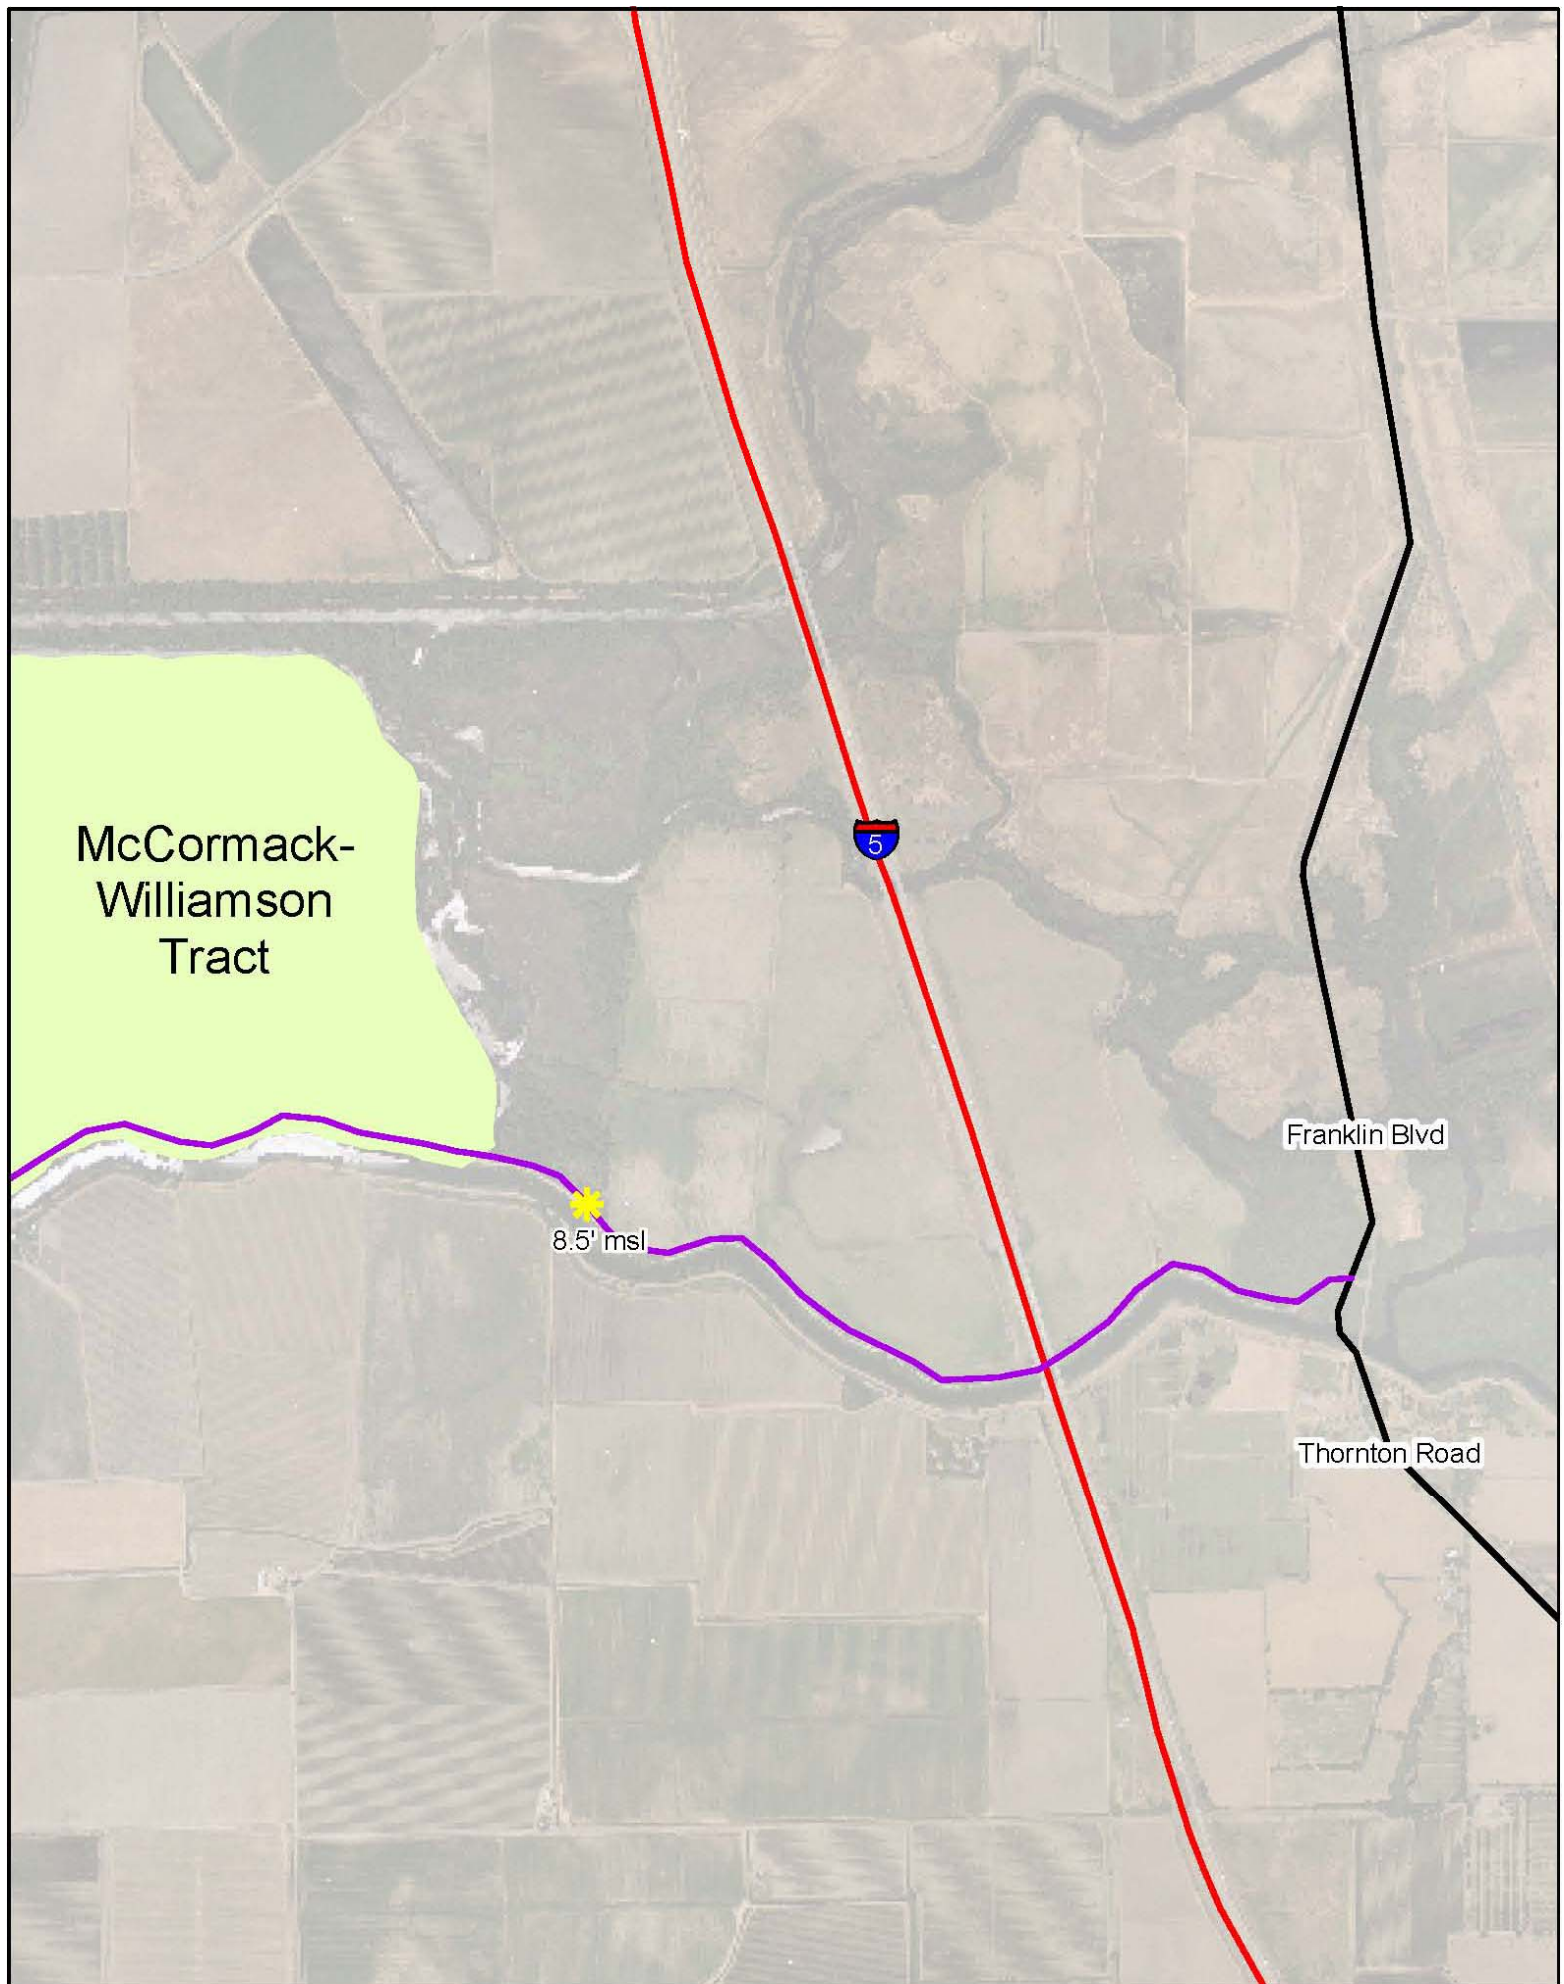 McCormack-
Williamson
Tract
5
Franklin Blvd
8.5' msl
Thornton Road